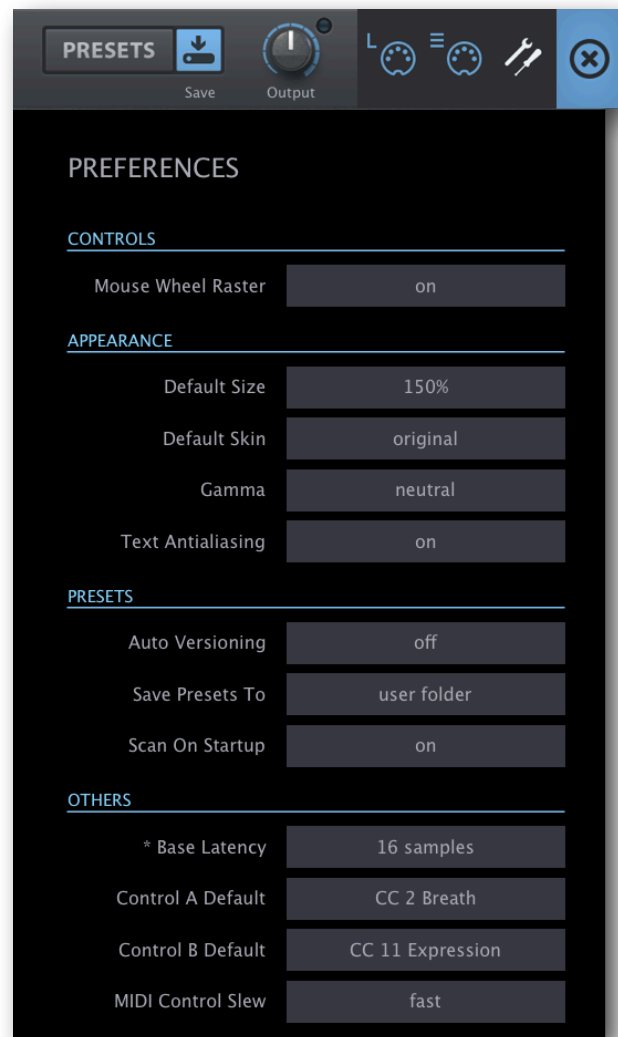 PRESETS
Save
Output
L
PREFERENCES
CONTROLS
Mouse Wheel Raster on
APPEARANCE
Default Size 150%
Default Skin original
Gamma neutral
Text Antialiasing on
PRESETS
Auto Versioning off
Save Presets To user folder
Scan On Startup on
OTHERS
* Base Latency 16 samples
Control A Default CC 2 Breath
Control B Default CC 11 Expression
MIDI Control Slew fast